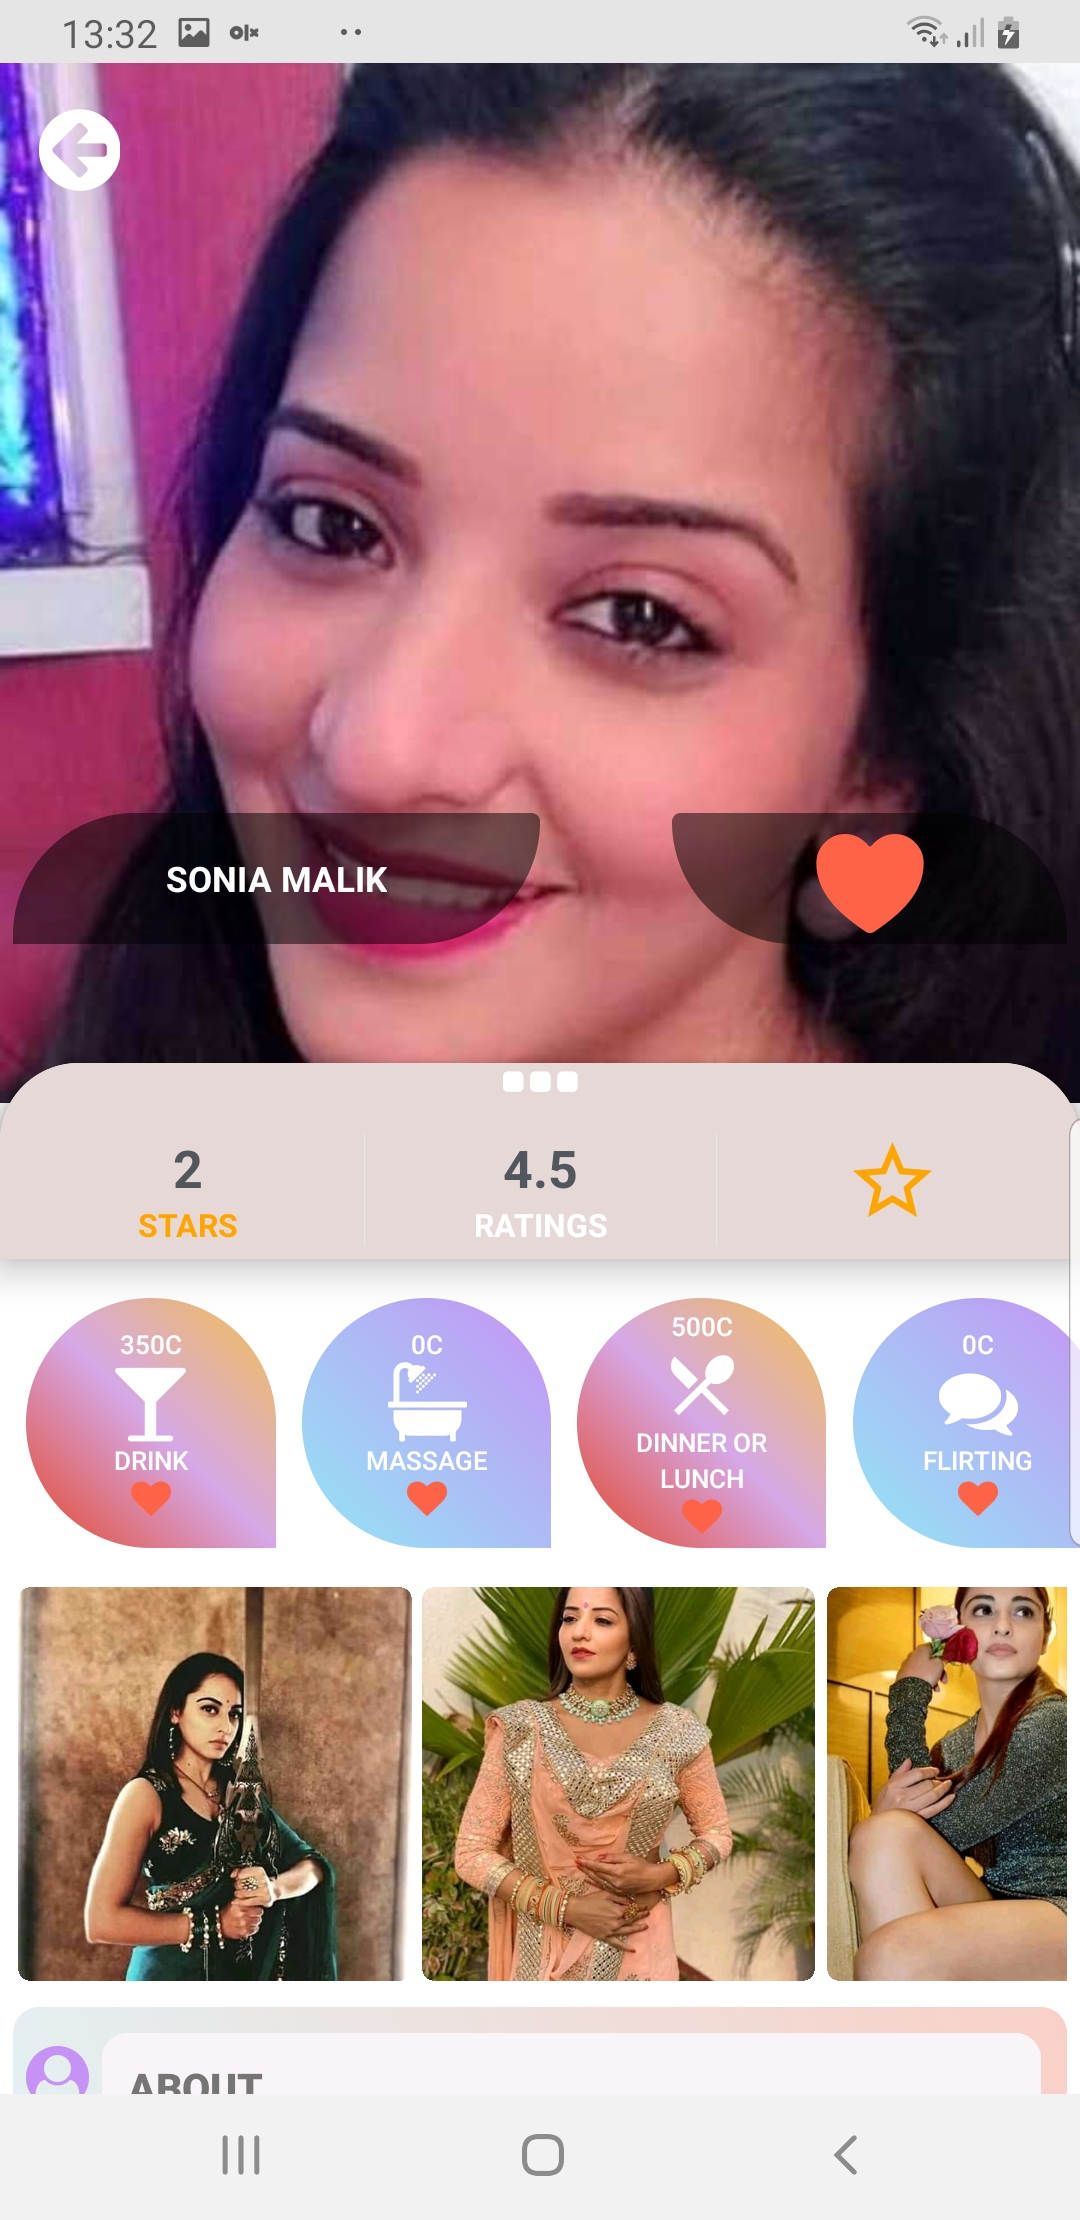 13:32 olx
SONIA MALIK
2
STARS
4.5
RATINGS
350C
DRINK
0C
MASSAGE
500C
DINNER OR
LUNCH
0C
FLIRTING
ABOUT